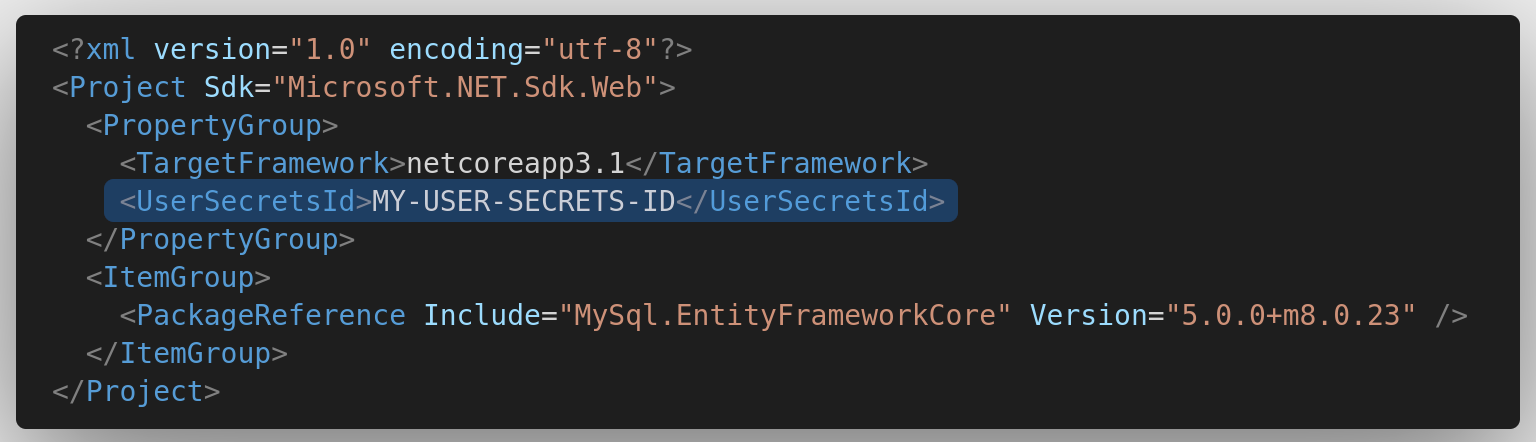 <?xml version="1.0" encoding="utf-8"?>
<Project Sdk="Microsoft.NET.Sdk.Web">
  <PropertyGroup>
    <TargetFramework>netcoreapp3.1</TargetFramework>
    <UserSecretsId>MY-USER-SECRETS-ID</UserSecretsId>
  </PropertyGroup>
  <ItemGroup>
    <PackageReference Include="MySql.EntityFrameworkCore" Version="5.0.0+m8.0.23" />
  </ItemGroup>
</Project>